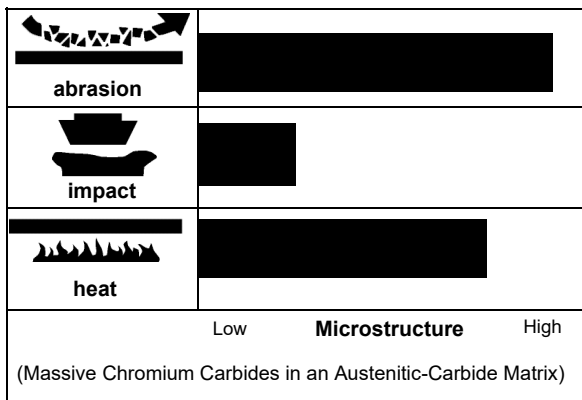 abrasion
impact
heat
Low Microstructure High
(Massive Chromium Carbides in an Austenitic-Carbide Matrix)